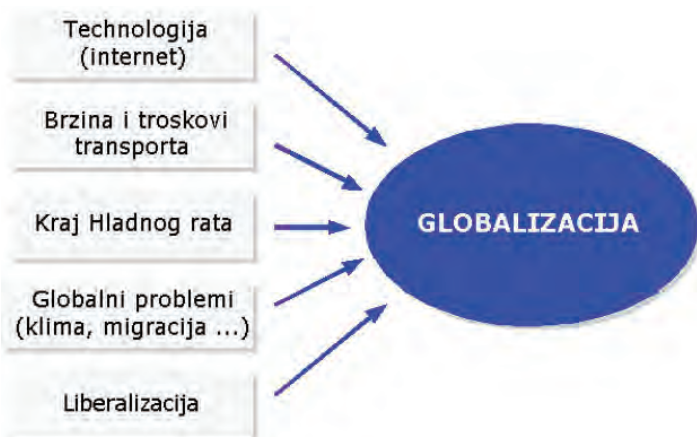 Technologija
(internet)
Brzina i troskovi
transporta
Kraj Hladnog rata
Globalni problemi
(klima, migracija ...)
Liberalizacija
GLOBALIZACIJA